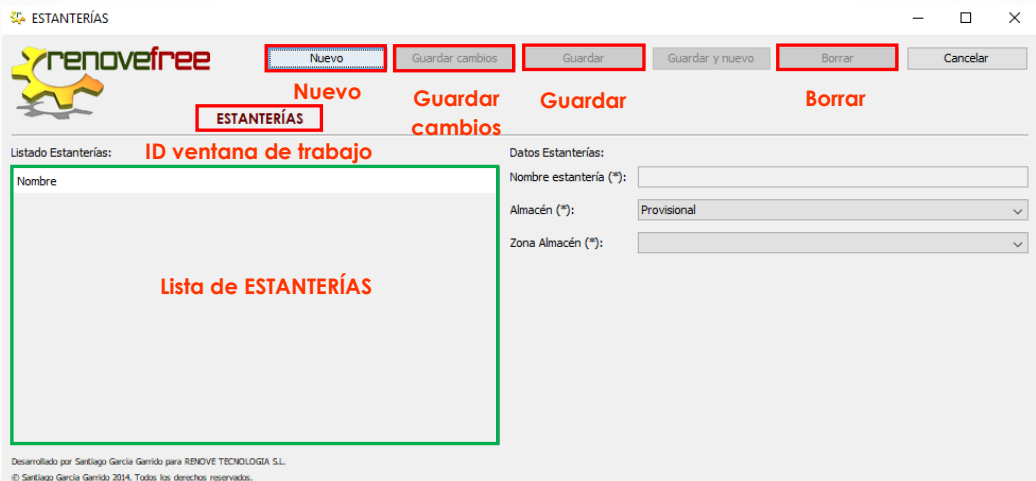 ESTANTERÍAS
renovefree
Nuevo
Guardar cambios
Guardar
Guardar y nuevo
Borrar
Cancelar
Nuevo
Guardar
cambios
Guardar
Borrar
ESTANTERÍAS
ID ventana de trabajo
Listado Estanterías:
Nombre
Lista de ESTANTERÍAS
Datos Estanterías:
Nombre estantería (*):
Almacén (*):
Provisional
Zona Almacén (*):
Desarrollado por Santiago García Garrido para RENOVE TECNOLOGIA S.L.
© Santiago García Garrido 2014. Todos los derechos reservados.